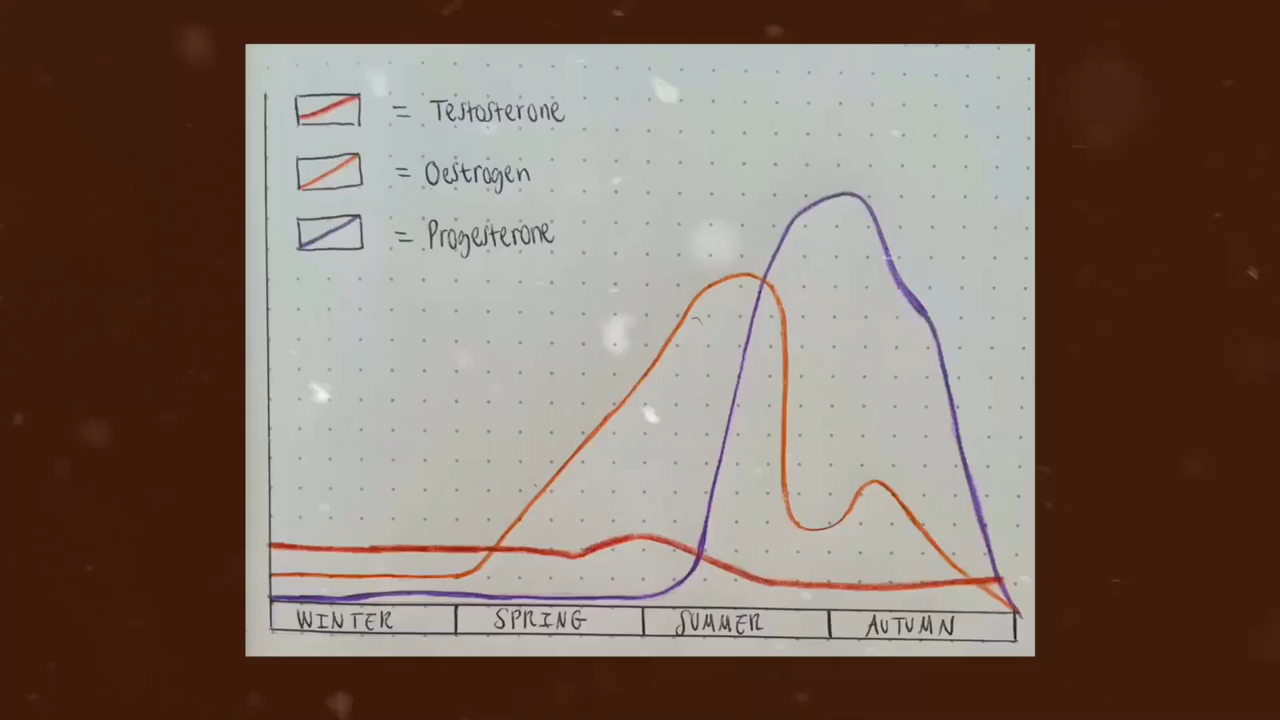 = Testosterone
= Oestrogen
= Progesterone
WINTER SPRING SUMMER AUTUMN